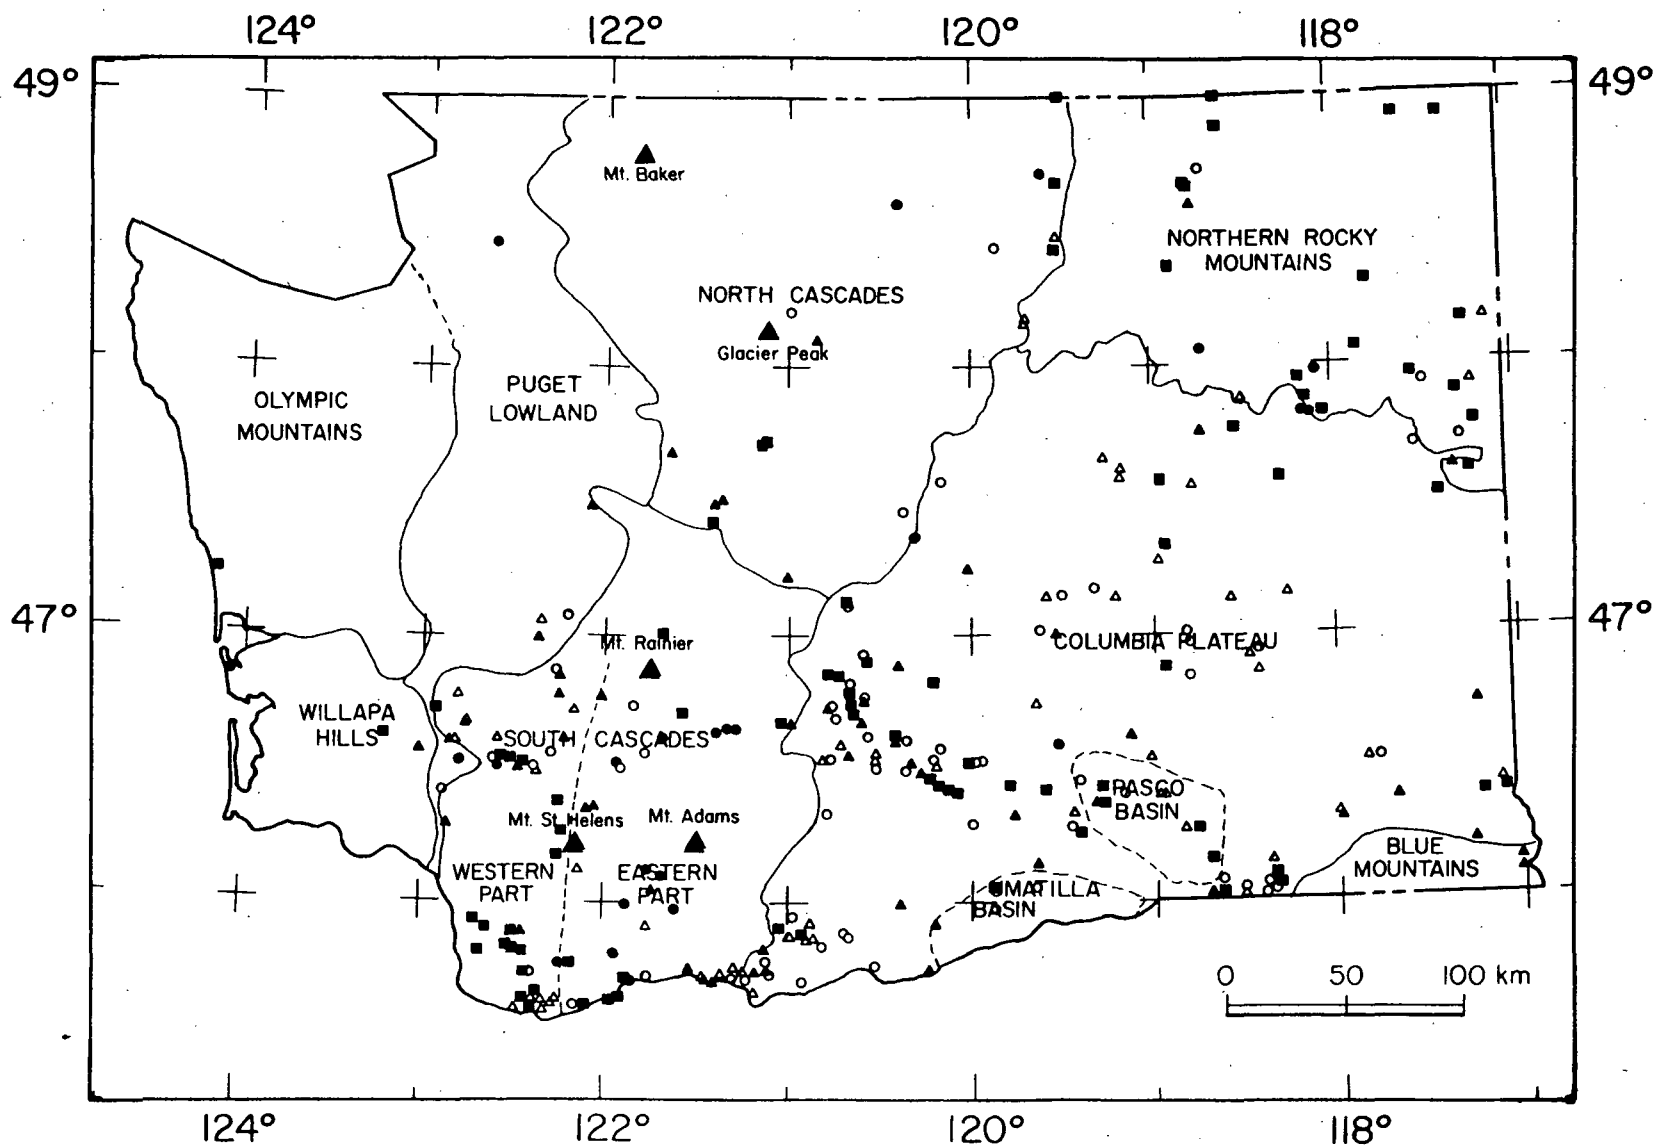 124° 122° 120° 118°
49° 49°
Mt. Baker
NORTHERN ROCKY
MOUNTAINS
NORTH CASCADES
Glacier Peak
PUGET
LOWLAND
OLYMPIC
MOUNTAINS
47° 47°
Mt. Rainier
COLUMBIA PLATEAU
WILLAPA
HILLS
SOUTH CASCADES
PASCO
BASIN
Mt. St. Helens Mt. Adams
BLUE
MOUNTAINS
WESTERN
PART
EASTERN
PART
UMATILLA
BASIN
0 50 100 km
124° 122° 120° 118°